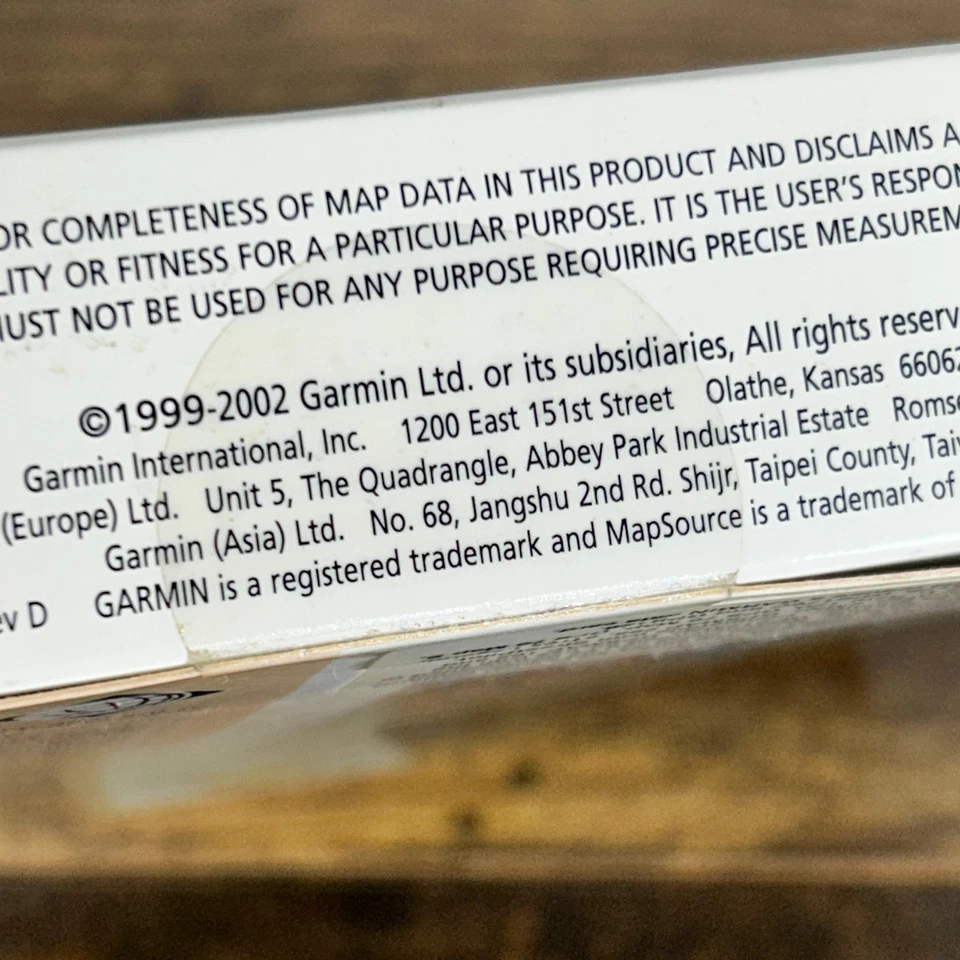 OR COMPLETENESS OF MAP DATA IN THIS PRODUCT AND DISCLAIMS A
LITY OR FITNESS FOR A PARTICULAR PURPOSE. IT IS THE USER'S RESPON
MUST NOT BE USED FOR ANY PURPOSE REQUIRING PRECISE MEASUREM
©1999-2002 Garmin Ltd. or its subsidiaries, All rights reserv
Garmin International, Inc. 1200 East 151st Street Olathe, Kansas 66062
(Europe) Ltd. Unit 5, The Quadrangle, Abbey Park Industrial Estate Romse
Garmin (Asia) Ltd. No. 68, Jangshu 2nd Rd. Shijr, Taipei County, Taiw
ev D GARMIN is a registered trademark and MapSource is a trademark of